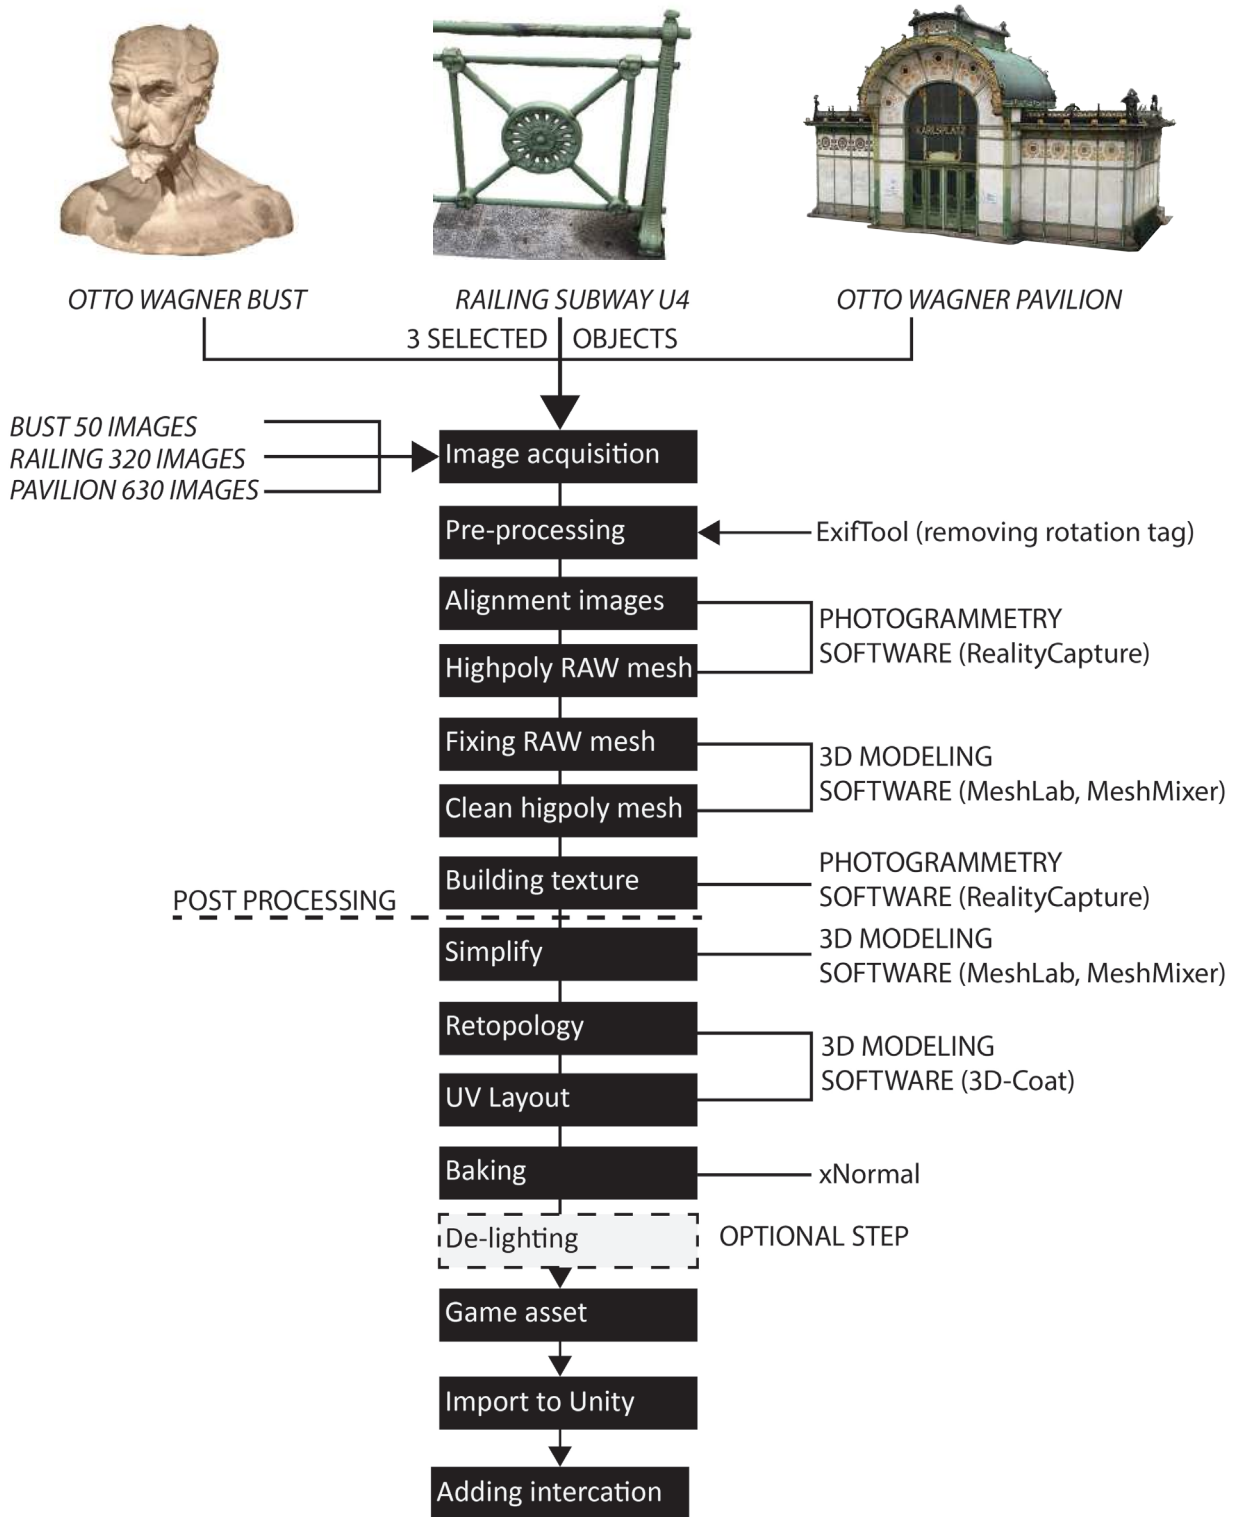 KARLSPLATZ
OTTO WAGNER BUST
RAILING SUBWAY U4
OTTO WAGNER PAVILION
3 SELECTED OBJECTS
BUST 50 IMAGES
RAILING 320 IMAGES
PAVILION 630 IMAGES
Image acquisition
Pre-processing
ExifTool (removing rotation tag)
Alignment images
Highpoly RAW mesh
PHOTOGRAMMETRY
SOFTWARE (RealityCapture)
Fixing RAW mesh
Clean higpoly mesh
3D MODELING
SOFTWARE (MeshLab, MeshMixer)
Building texture
PHOTOGRAMMETRY
SOFTWARE (RealityCapture)
POST PROCESSING
Simplify
3D MODELING
SOFTWARE (MeshLab, MeshMixer)
Retopology
UV Layout
3D MODELING
SOFTWARE (3D-Coat)
Baking
xNormal
De-lighting
OPTIONAL STEP
Game asset
Import to Unity
Adding intercation